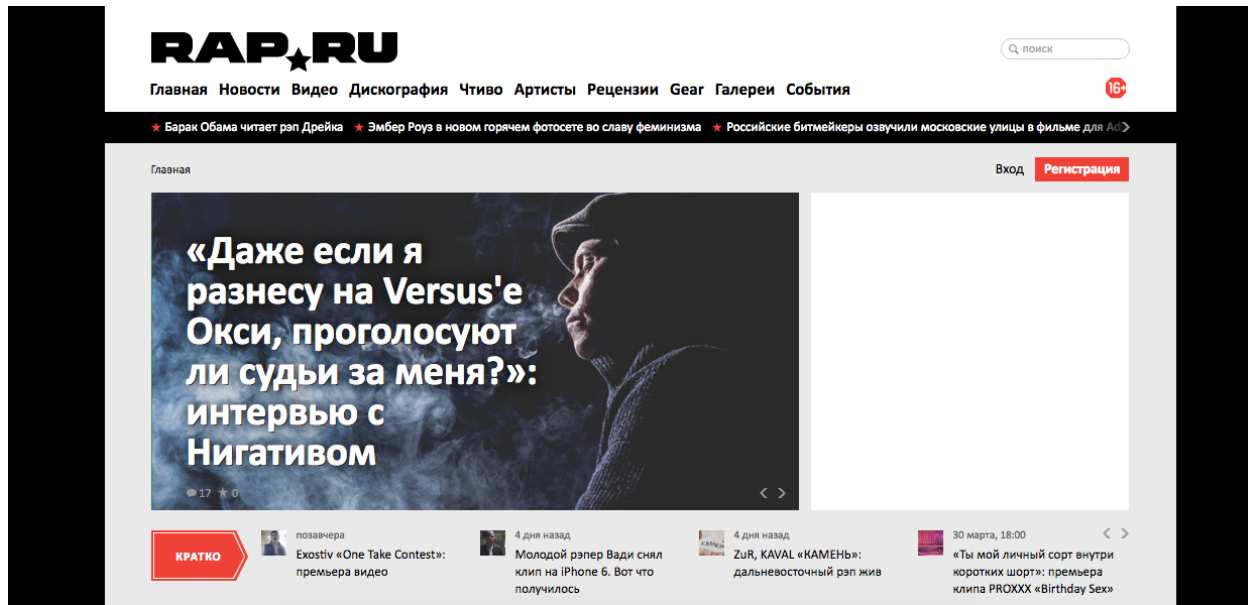 RAP.RU
поиск
Главная Новости Видео Дискография Чтиво Артисты Рецензии Gear Галереи События
16+
Барак Обама читает рэп Дрейка Эмбер Роуз в новом горячем фотосете во славу феминизма Российские битмейкеры озвучили московские улицы в фильме для Ad
Главная
Вход Регистрация
«Даже если я
разнесу на Versus'е
Окси, проголосуют
ли судьи за меня?»:
интервью с
Нигативом
17 0
КРАТКО
позавчера
Exostiv «One Take Contest»:
премьера видео
4 дня назад
Молодой рэпер Вади снял
клип на iPhone 6. Вот что
получилось
4 дня назад
ZuR, KAVAL «КАМЕНЬ»:
дальневосточный рэп жив
30 марта, 18:00
«Ты мой личный сорт внутри
коротких шорт»: премьера
клипа PROXXX «Birthday Sex»